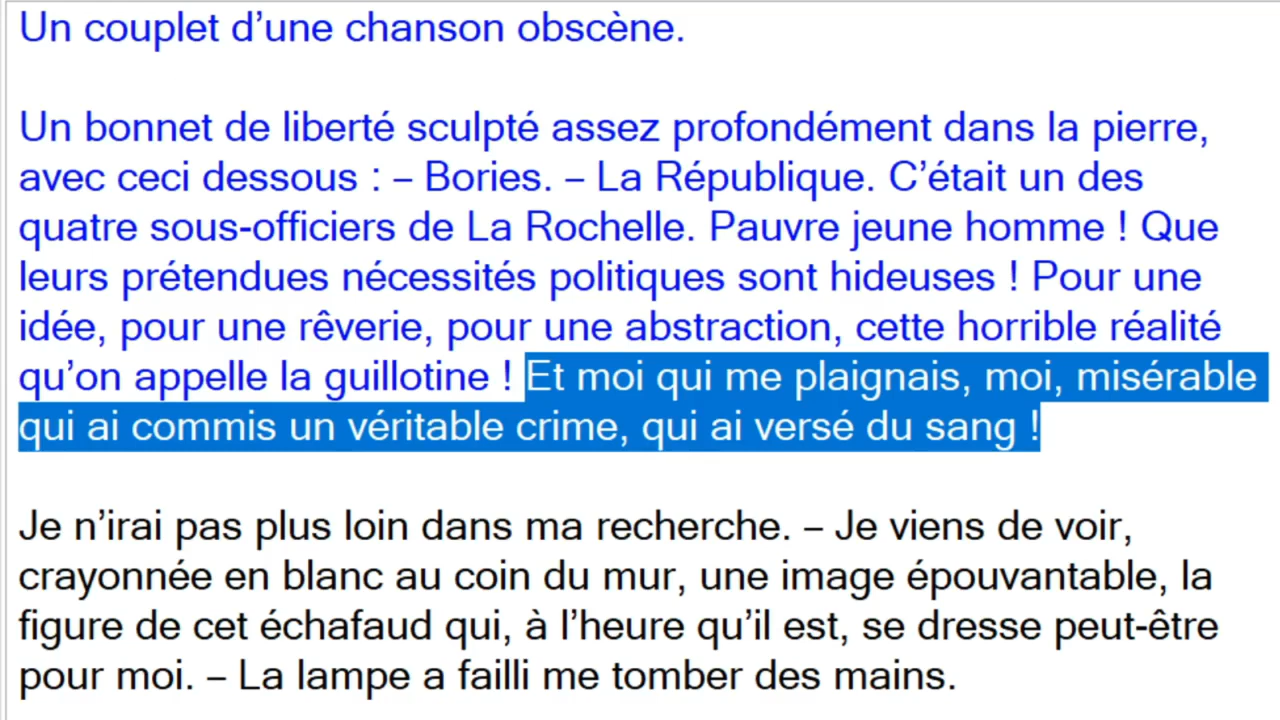 Un couplet d’une chanson obscène.
Un bonnet de liberté sculpté assez profondément dans la pierre,
avec ceci dessous : – Bories. – La République. C’était un des
quatre sous-officiers de La Rochelle. Pauvre jeune homme ! Que
leurs prétendues nécessités politiques sont hideuses ! Pour une
idée, pour une rêverie, pour une abstraction, cette horrible réalité
qu’on appelle la guillotine ! Et moi qui me plaignais, moi, misérable
qui ai commis un véritable crime, qui ai versé du sang !
Je n’irai pas plus loin dans ma recherche. – Je viens de voir,
crayonnée en blanc au coin du mur, une image épouvantable, la
figure de cet échafaud qui, à l’heure qu’il est, se dresse peut-être
pour moi. – La lampe a failli me tomber des mains.